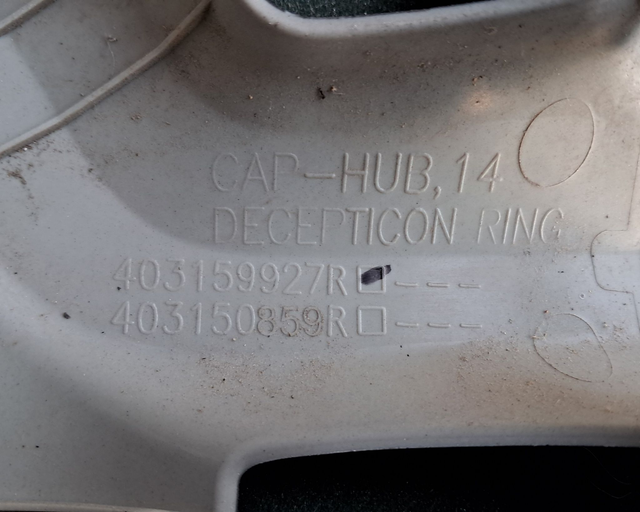 CAP-HUB,14
DECEPTICON RING
403159927R□---
403150859R□---